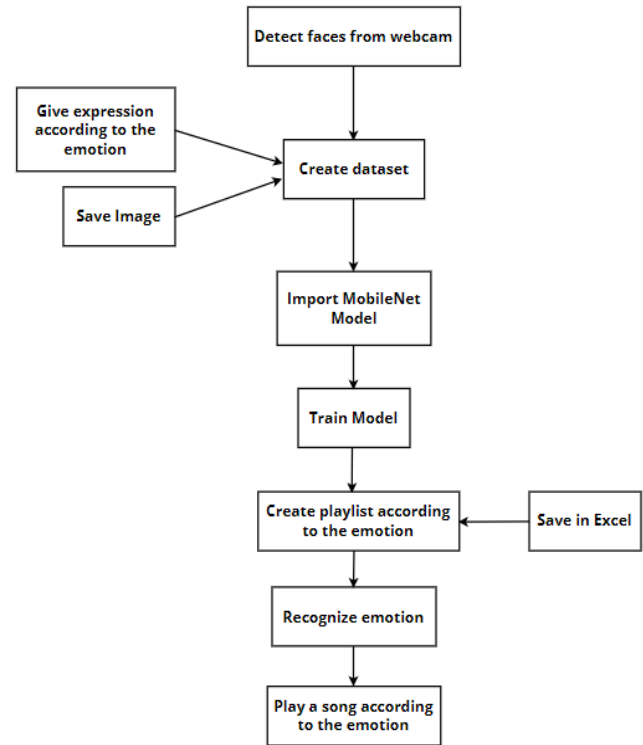 Detect faces from webcam
Give expression
according to the
emotion
Create dataset
Save Image
Import MobileNet
Model
Train Model
Create playlist according
to the emotion
Save in Excel
Recognize emotion
Play a song according
to the emotion